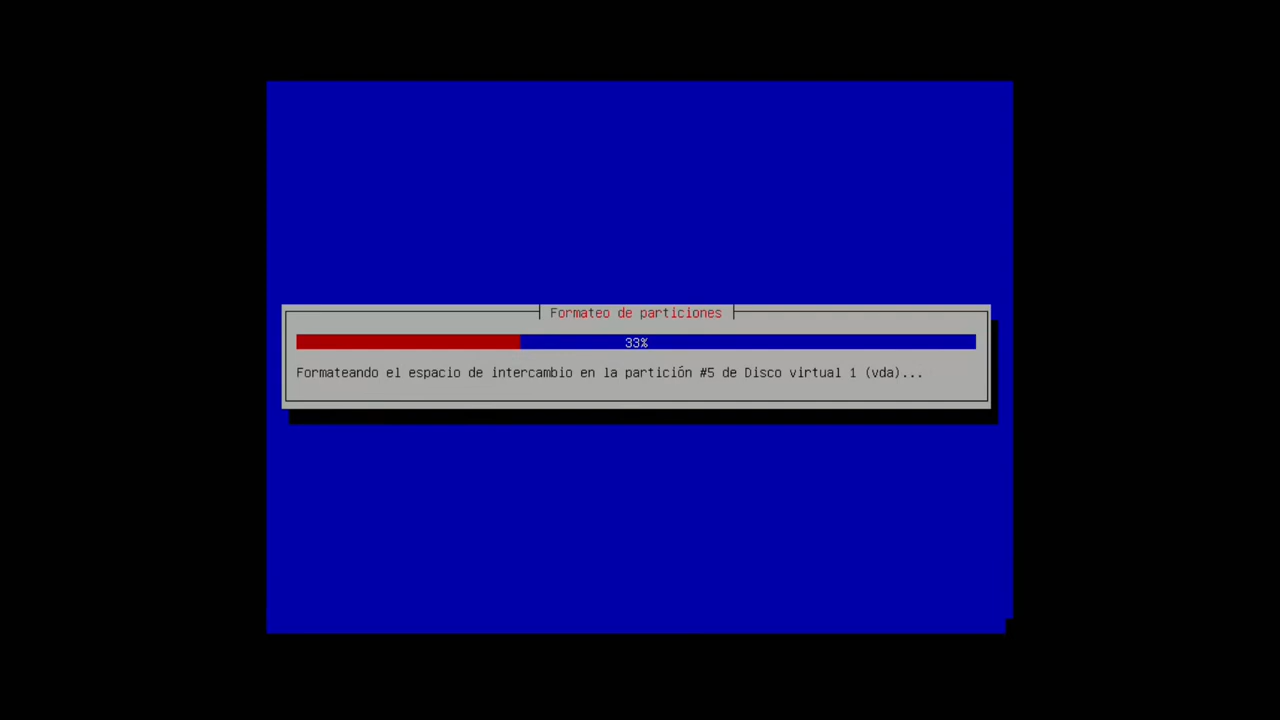 Formateo de particiones
33%
Formateando el espacio de intercambio en la partición #5 de Disco virtual 1 (vda)...